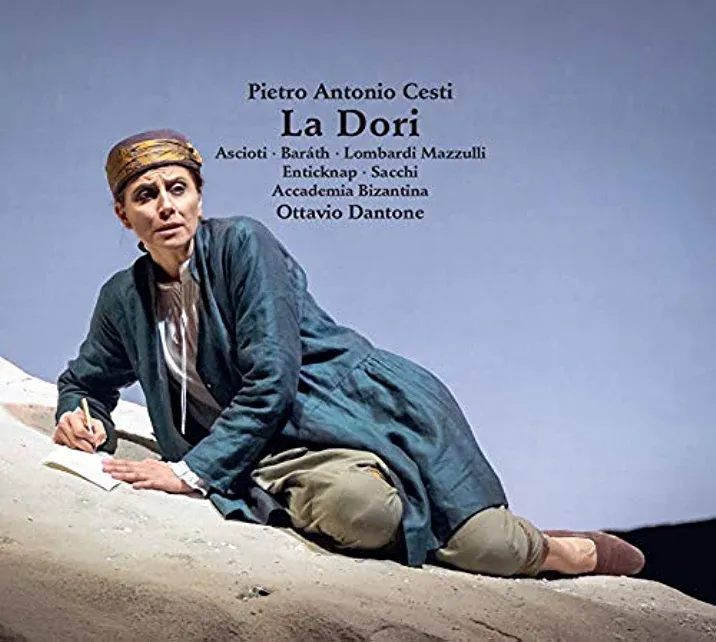 Pietro Antonio Cesti
La Dori
Ascioti · Baráth · Lombardi Mazzulli
Enticknap · Sacchi
Accademia Bizantina
Ottavio Dantone